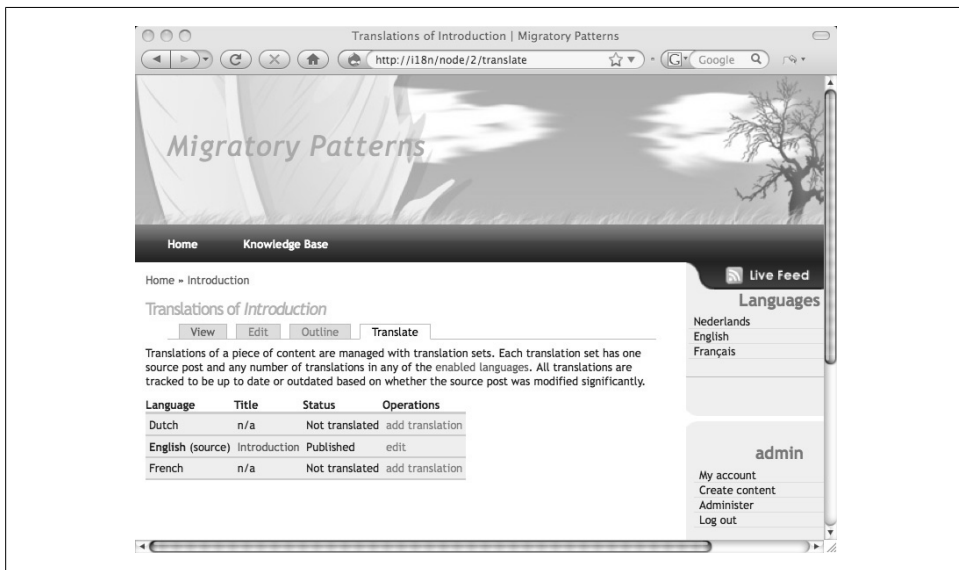 Translations of Introduction | Migratory Patterns
http://i18n/node/2/translate
G Google
Migratory Patterns
Home Knowledge Base
Live Feed
Home » Introduction
Translations of Introduction
View Edit Outline Translate
Translations of a piece of content are managed with translation sets. Each translation set has one
source post and any number of translations in any of the enabled languages. All translations are
tracked to be up to date or outdated based on whether the source post was modified significantly.
Language Title Status Operations
Dutch n/a Not translated add translation
English (source) Introduction Published edit
French n/a Not translated add translation
Languages
Nederlands
English
Français
admin
My account
Create content
Administer
Log out